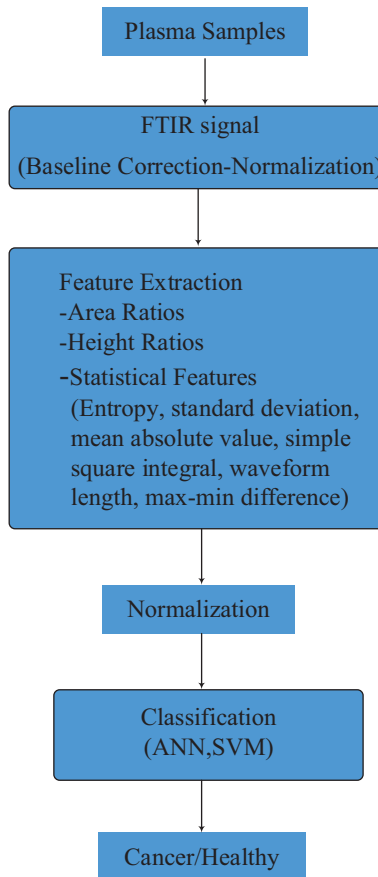 Plasma Samples
FTIR signal
(Baseline Correction-Normalization)
Feature Extraction
-Area Ratios
-Height Ratios
-Statistical Features
(Entropy, standard deviation,
mean absolute value, simple
square integral, waveform
length, max-min difference)
Normalization
Classification
(ANN,SVM)
Cancer/Healthy